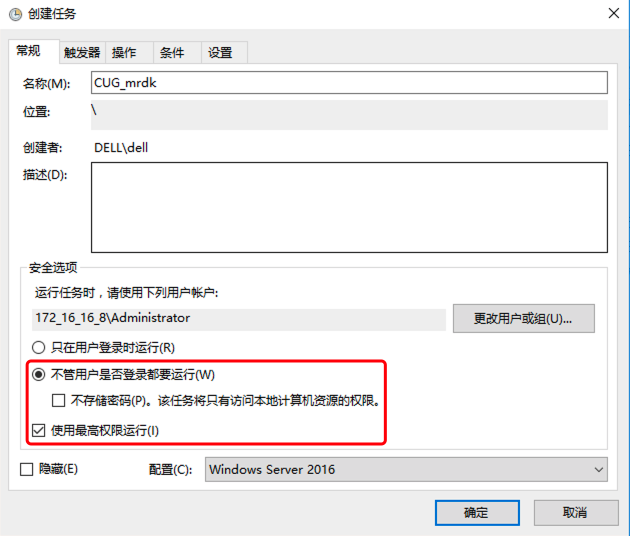 创建任务
常规 触发器 操作 条件 设置
名称(M): CUG_mrdk
位置: \
创建者: DELL\dell
描述(D):
安全选项
运行任务时，请使用下列用户帐户:
172_16_16_8\Administrator 更改用户或组(U)...
只在用户登录时运行(R)
不管用户是否登录都要运行(W)
不存储密码(P)。该任务将只有访问本地计算机资源的权限。
使用最高权限运行(I)
隐藏(E) 配置(C): Windows Server 2016
确定 取消